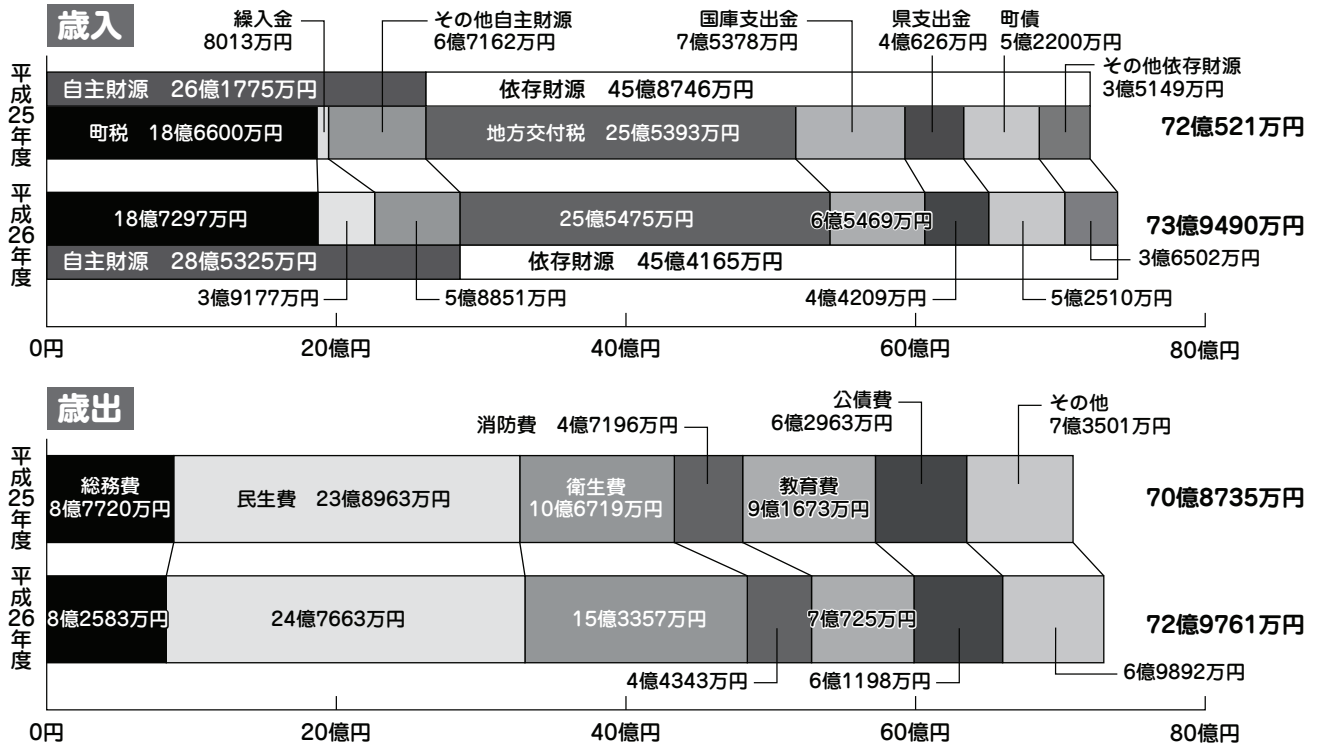 歳入
繰入金
8013万円
その他自主財源
6億7162万円
国庫支出金
7億5378万円
県支出金
4億626万円
町債
5億2200万円
その他依存財源
3億5149万円
平成25年度
自主財源 26億1775万円
依存財源 45億8746万円
町税 18億6600万円
地方交付税 25億5393万円
72億521万円
平成26年度
18億7297万円
25億5475万円
6億5469万円
73億9490万円
自主財源 28億5325万円
依存財源 45億4165万円
3億6502万円
3億9177万円
5億8851万円
4億4209万円
5億2510万円
0円
20億円
40億円
60億円
80億円
歳出
消防費 4億7196万円
公債費
6億2963万円
その他
7億3501万円
平成25年度
総務費
8億7720万円
民生費 23億8963万円
衛生費
10億6719万円
教育費
9億1673万円
70億8735万円
平成26年度
8億2583万円
24億7663万円
15億3357万円
7億725万円
72億9761万円
4億4343万円
6億1198万円
6億9892万円
0円
20億円
40億円
60億円
80億円